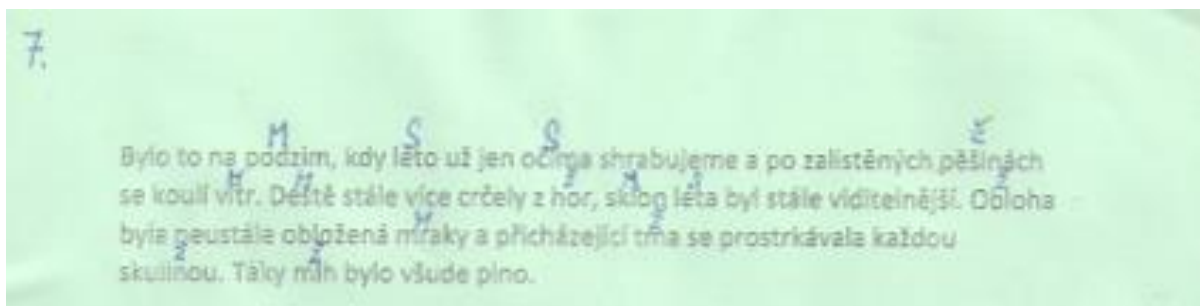 7.
M S S Ž
Bylo to na podzim, kdy léto už jen očima shrabujeme a po zalistěných pěšinách
M M Ž M S Ž
se koulí vítr. Deště stále více crčely z hor, sklon léta byl stále viditelnější. Obloha
M Ž
byla neustále obložená mraky a přicházející tma se prostrkávala každou
Ž Ž
skulinou. Taky mlh bylo všude plno.